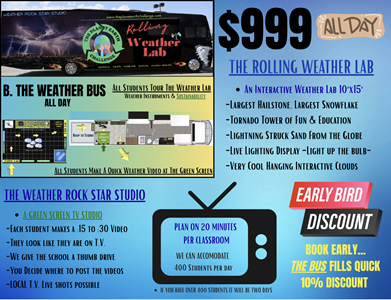 WEATHER ROCK STAR STUDIO
Rolling
Weather
Lab
CHALLENGE
$999
ALL DAY
B. THE WEATHER BUS
ALL DAY
ALL STUDENTS TOUR THE WEATHER LAB
WEATHER INSTRUMENTS & SUSTAINABILITY
ALL STUDENTS MAKE A QUICK WEATHER VIDEO AT THE GREEN SCREEN
THE ROLLING WEATHER LAB
• AN INTERACTIVE WEATHER LAB 10'x15'
-LARGEST HAILSTONE, LARGEST SNOWFLAKE
-TORNADO TOWER OF FUN & EDUCATION
-LIGHTNING STRUCK SAND FROM THE GLOBE
-LIVE LIGHTING DISPLAY -LIGHT UP THE BULB-
-VERY COOL HANGING INTERACTIVE CLOUDS
THE WEATHER ROCK STAR STUDIO
• A GREEN SCREEN TV STUDIO
-EACH STUDENT MAKES A :15 TO :30 VIDEO
-THEY LOOK LIKE THEY ARE ON T.V.
-WE GIVE THE SCHOOL A THUMB DRIVE
-YOU DECIDE WHERE TO POST THE VIDEOS
-LOCAL T.V. LIVE SHOTS POSSIBLE
PLAN ON 20 MINUTES
PER CLASSROOM
WE CAN ACCOMODATE
400 STUDENTS PER DAY
• IF YOU HAVE OVER 400 STUDENTS IT WILL BE TWO DAYS
EARLY BIRD
DISCOUNT
BOOK EARLY...
THE BUS FILLS QUICK
10% DISCOUNT